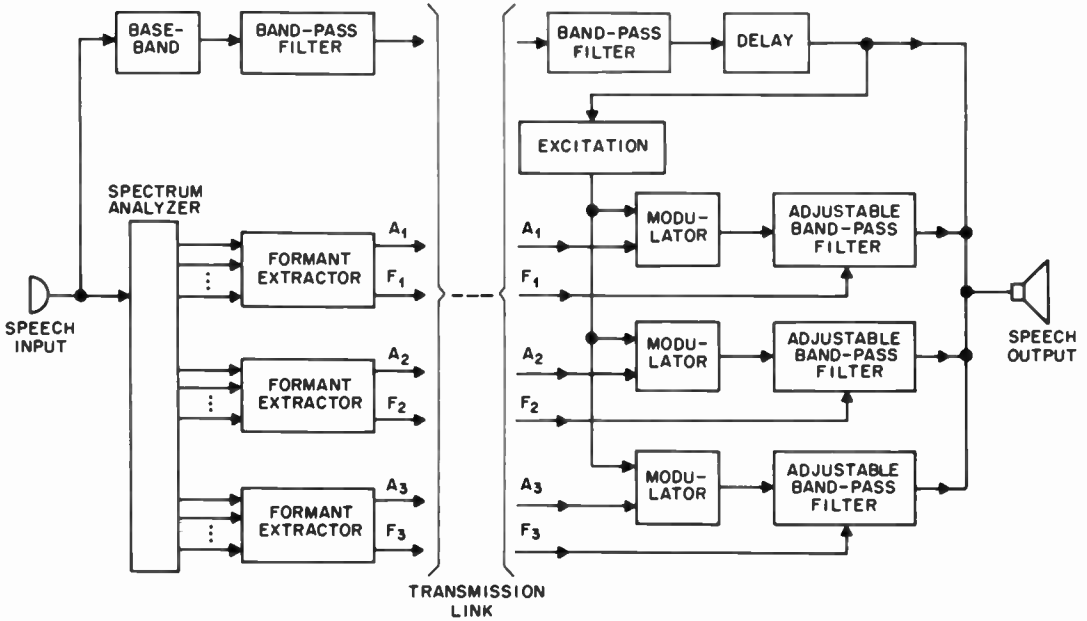 BASE-
BAND
BAND-PASS
FILTER
BAND-PASS
FILTER
DELAY
EXCITATION
SPECTRUM
ANALYZER
SPEECH
INPUT
FORMANT
EXTRACTOR
A1
F1
A1
F1
MODU-
LATOR
ADJUSTABLE
BAND-PASS
FILTER
FORMANT
EXTRACTOR
A2
F2
A2
F2
MODU-
LATOR
ADJUSTABLE
BAND-PASS
FILTER
SPEECH
OUTPUT
FORMANT
EXTRACTOR
A3
F3
A3
F3
MODU-
LATOR
ADJUSTABLE
BAND-PASS
FILTER
TRANSMISSION
LINK